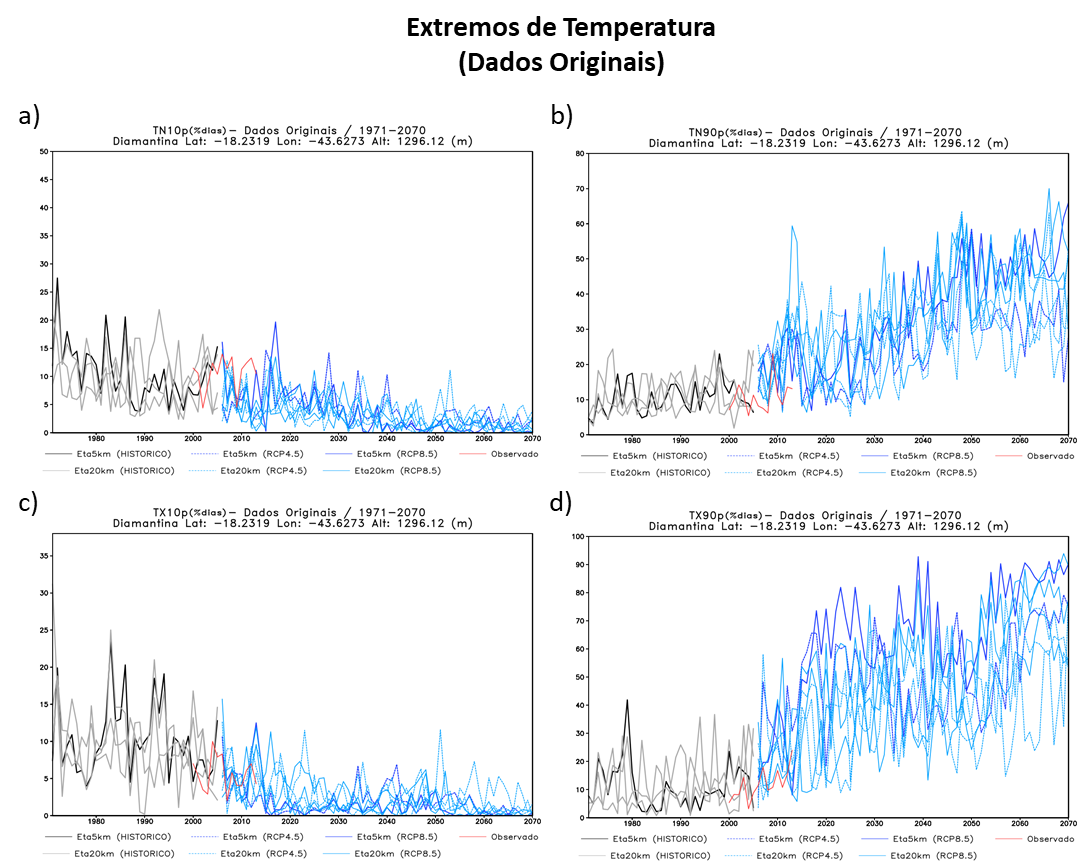 Extremos de Temperatura
(Dados Originais)
a)
TN10p(%dias)- Dados Originais / 1971-2070
Diamantina Lat: -18.2319 Lon: -43.6273 Alt: 1296.12 (m)
50
45
40
35
30
25
20
15
10
5
0
1980 1990 2000 2010 2020 2030 2040 2050 2060 2070
Eta5km (HISTORICO) Eta5km (RCP4.5) Eta5km (RCP8.5) Observado
Eta20km (HISTORICO) Eta20km (RCP4.5) Eta20km (RCP8.5)
b)
TN90p(%dias)- Dados Originais / 1971-2070
Diamantina Lat: -18.2319 Lon: -43.6273 Alt: 1296.12 (m)
80
70
60
50
40
30
20
10
0
1980 1990 2000 2010 2020 2030 2040 2050 2060 2070
Eta5km (HISTORICO) Eta5km (RCP4.5) Eta5km (RCP8.5) Observado
Eta20km (HISTORICO) Eta20km (RCP4.5) Eta20km (RCP8.5)
c)
TX10p(%dias)- Dados Originais / 1971-2070
Diamantina Lat: -18.2319 Lon: -43.6273 Alt: 1296.12 (m)
35
30
25
20
15
10
5
0
1980 1990 2000 2010 2020 2030 2040 2050 2060 2070
Eta5km (HISTORICO) Eta5km (RCP4.5) Eta5km (RCP8.5) Observado
Eta20km (HISTORICO) Eta20km (RCP4.5) Eta20km (RCP8.5)
d)
TX90p(%dias)- Dados Originais / 1971-2070
Diamantina Lat: -18.2319 Lon: -43.6273 Alt: 1296.12 (m)
100
90
80
70
60
50
40
30
20
10
0
1980 1990 2000 2010 2020 2030 2040 2050 2060 2070
Eta5km (HISTORICO) Eta5km (RCP4.5) Eta5km (RCP8.5) Observado
Eta20km (HISTORICO) Eta20km (RCP4.5) Eta20km (RCP8.5)